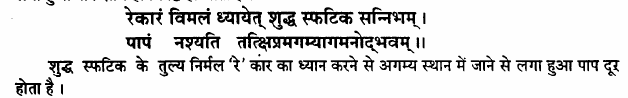 रेकारं विमलं ध्यायेत् शुद्ध स्फटिक सन्निभम् ।
पापं नश्यति तत्क्षिप्रमगम्यागमनोद्भवम् ।।
शुद्ध स्फटिक के तुल्य निर्मल 'रे' कार का ध्यान करने से अगम्य स्थान में जाने से लगा हुआ पाप दूर
होता है ।